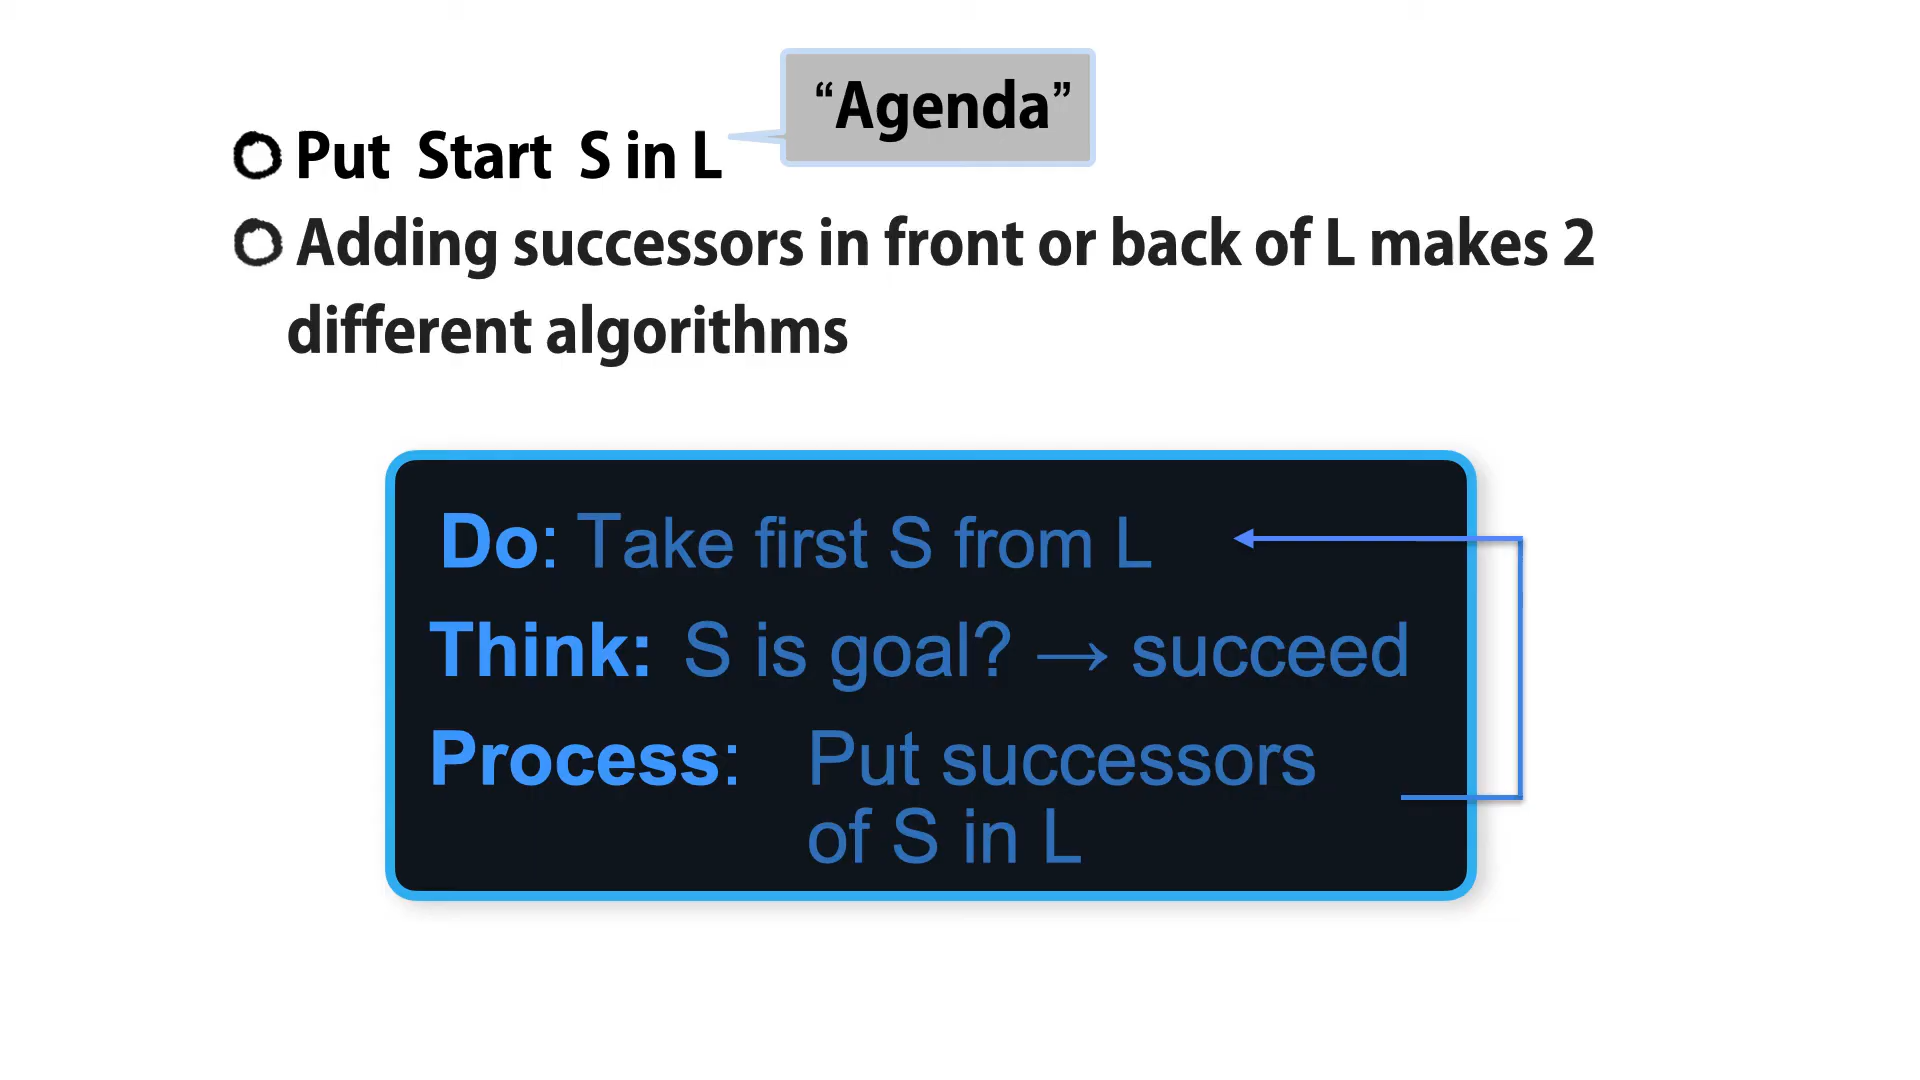 “Agenda”
Put Start S in L
Adding successors in front or back of L makes 2
different algorithms
Do: Take first S from L
Think: S is goal? → succeed
Process: Put successors
of S in L